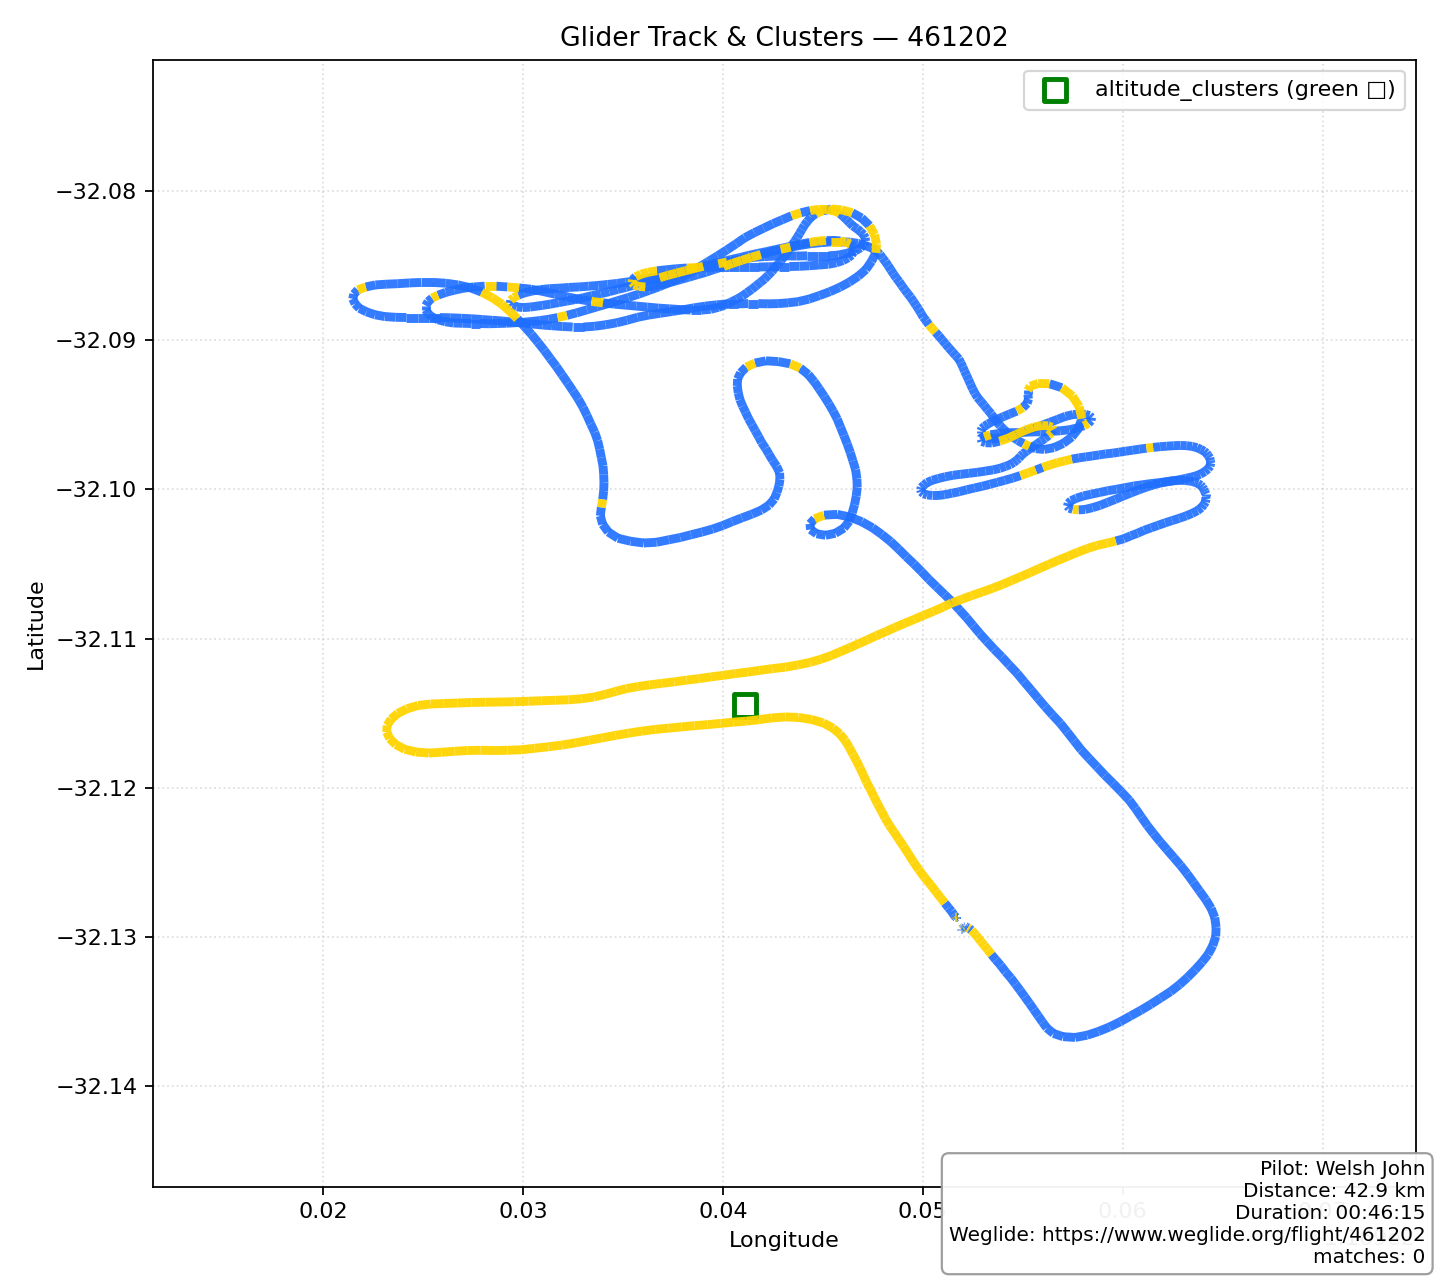 Glider Track & Clusters — 461202
altitude_clusters (green □)
−32.08
−32.09
−32.10
−32.11
−32.12
−32.13
−32.14
Latitude
0.02
0.03
0.04
0.05
0.06
Longitude
Pilot: Welsh John
Distance: 42.9 km
Duration: 00:46:15
Weglide: https://www.weglide.org/flight/461202
matches: 0